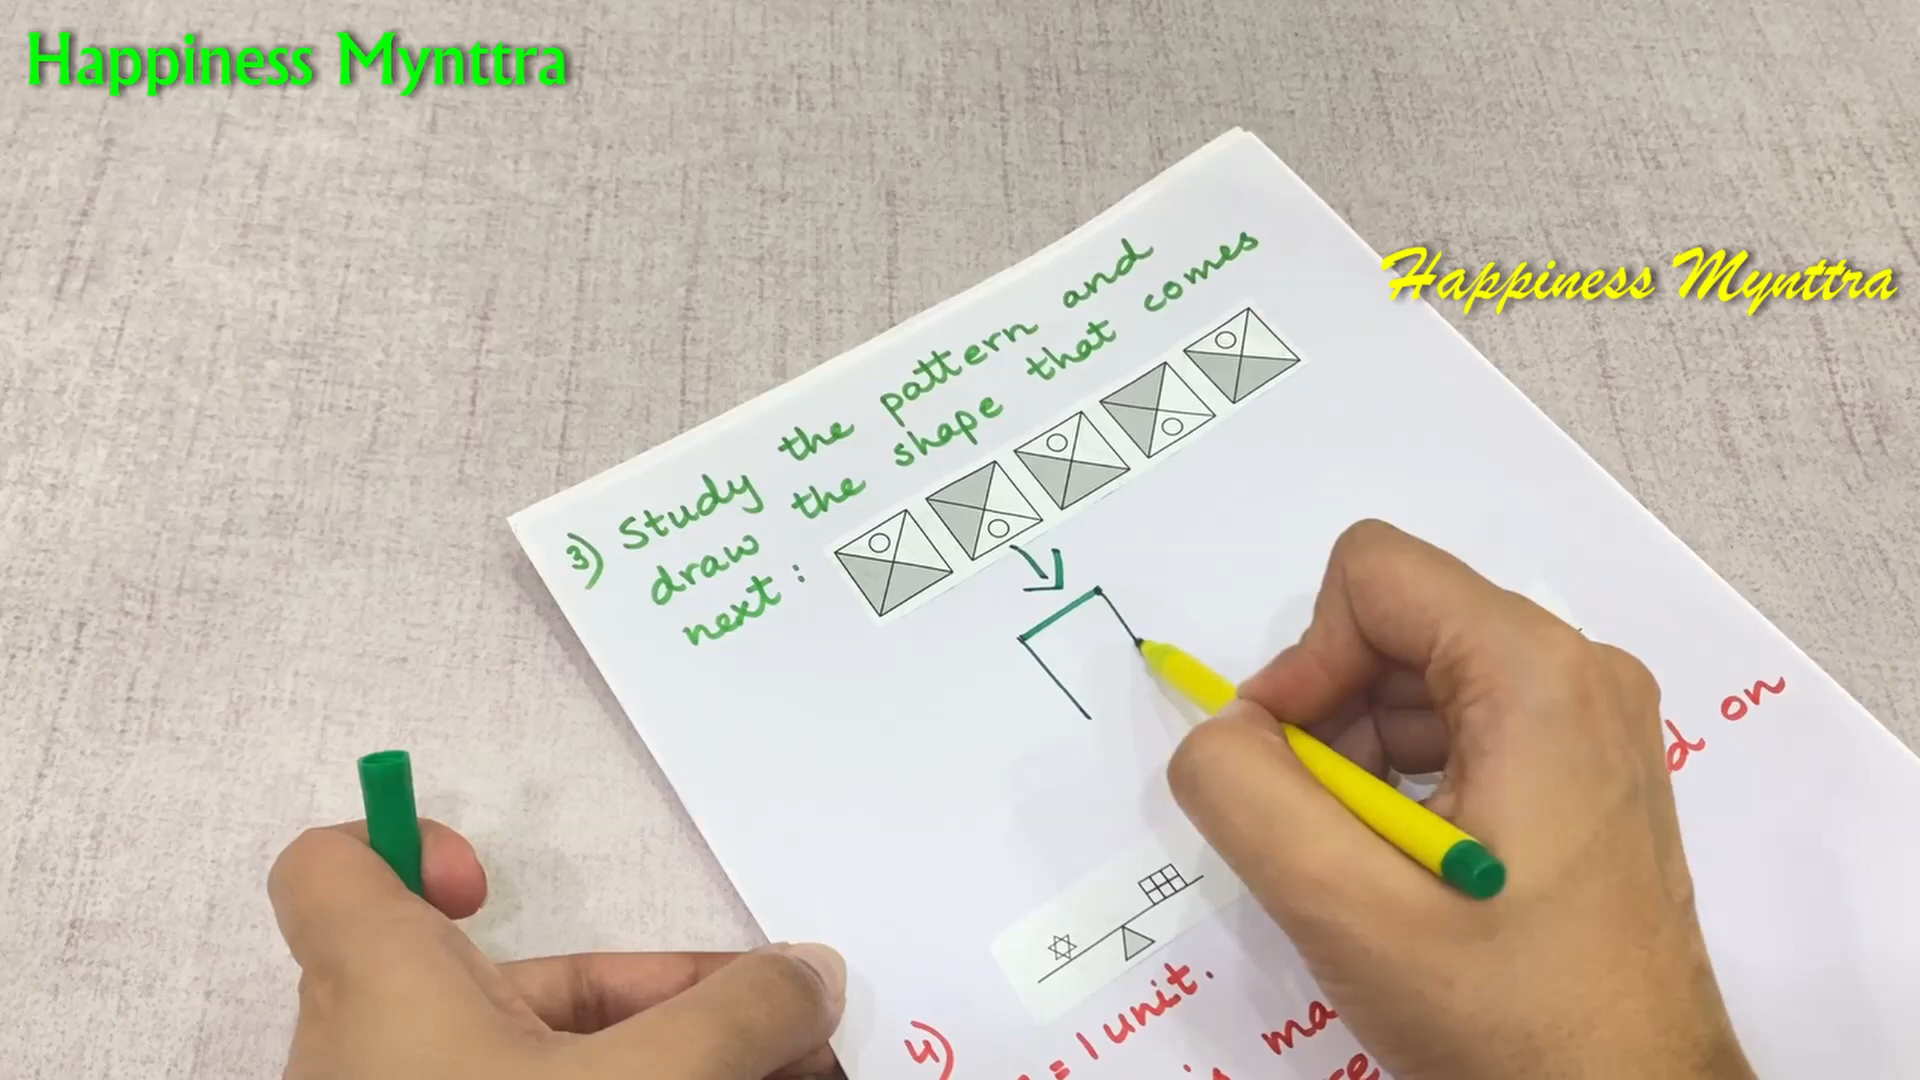 Happiness Mynttra
Happiness Mynttra
3) Study the pattern and
draw the shape that comes
next:
on
4)
= 1 unit.